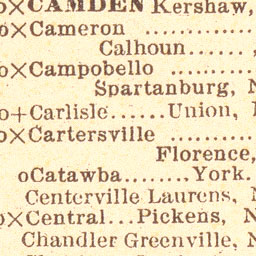 o×CAMDEN Kershaw,
o×Cameron ............
Calhoun...... ,
o×Campobello ..........
Spartanburg, N
o+Carlisle......Union,
o×Cartersville ..........
Florence,
oCatawba........York.
Centerville Laurens, N
o×Central...Pickens, N
Chandler Greenville, N